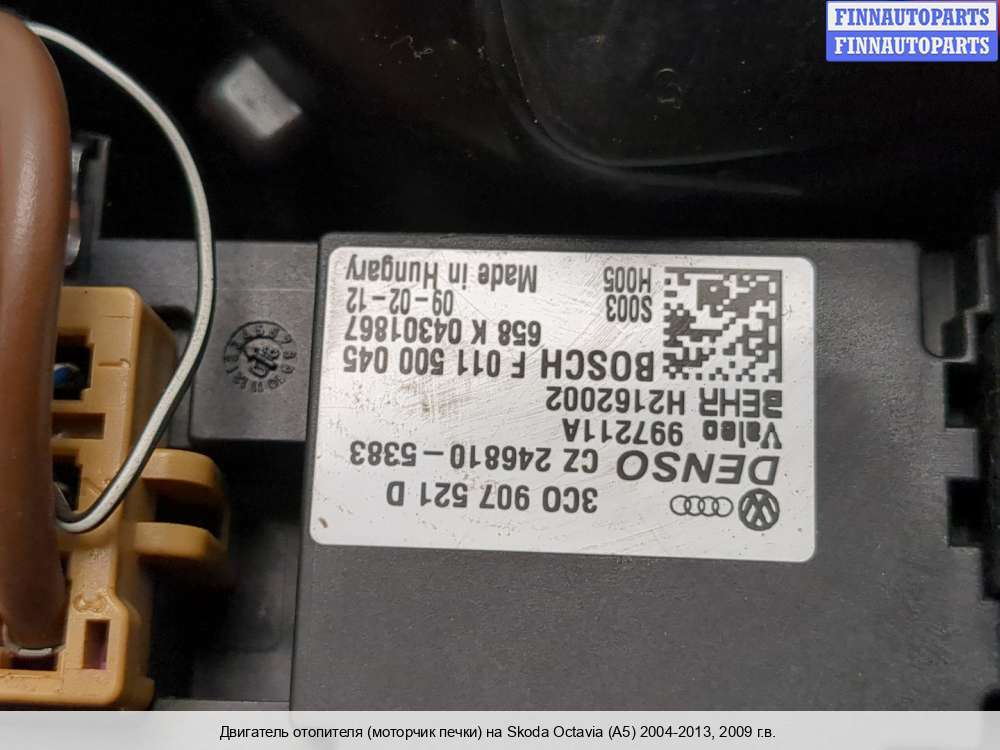 FINNAUTOPARTS
FINNAUTOPARTS
3C0 907 521 D
DENSO CZ 246810-5383
Valeo 997211A
BEHR H2162002
BOSCH F 011 500 045
658 K 04301867
09-02-12
Made in Hungary
S003
H005
Двигатель отопителя (моторчик печки) на Skoda Octavia (A5) 2004-2013, 2009 г.в.